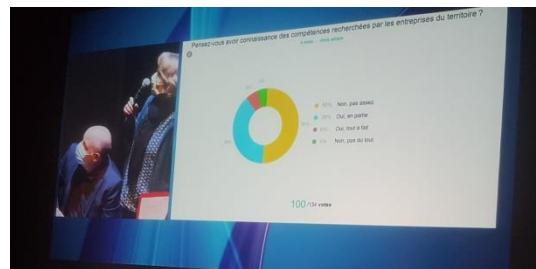 Pensez-vous avoir connaissance des compétences recherchées par les entreprises du territoire ?
Non, pas assez
Oui, en partie
Oui, tout à fait
Non, pas du tout
100 /134 votes